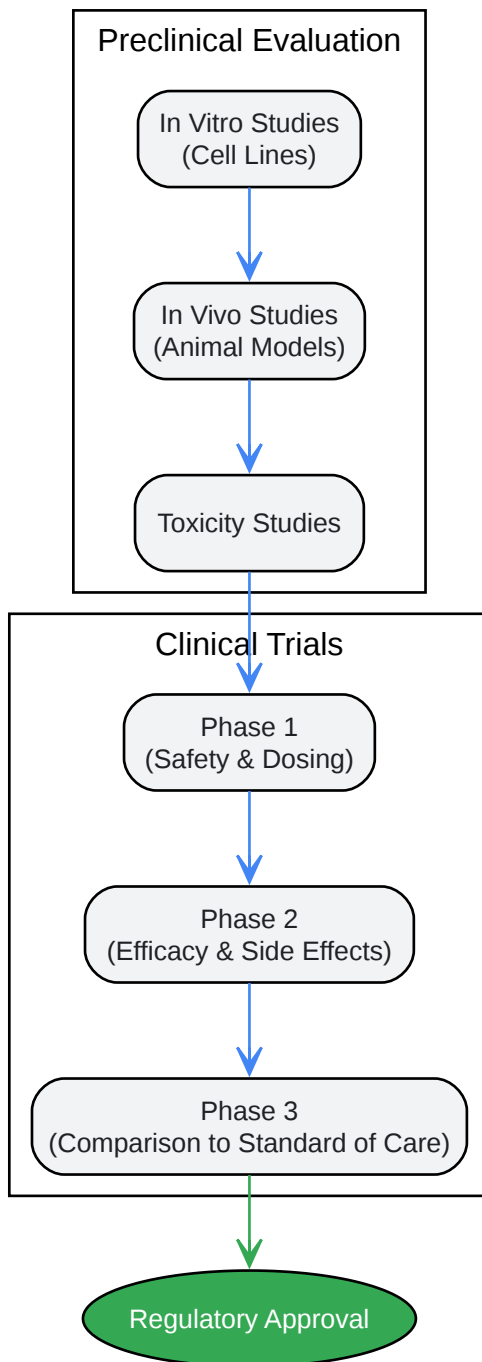 Preclinical Evaluation
In Vitro Studies
(Cell Lines)
In Vivo Studies
(Animal Models)
Toxicity Studies
Clinical Trials
Phase 1
(Safety & Dosing)
Phase 2
(Efficacy & Side Effects)
Phase 3
(Comparison to Standard of Care)
Regulatory Approval